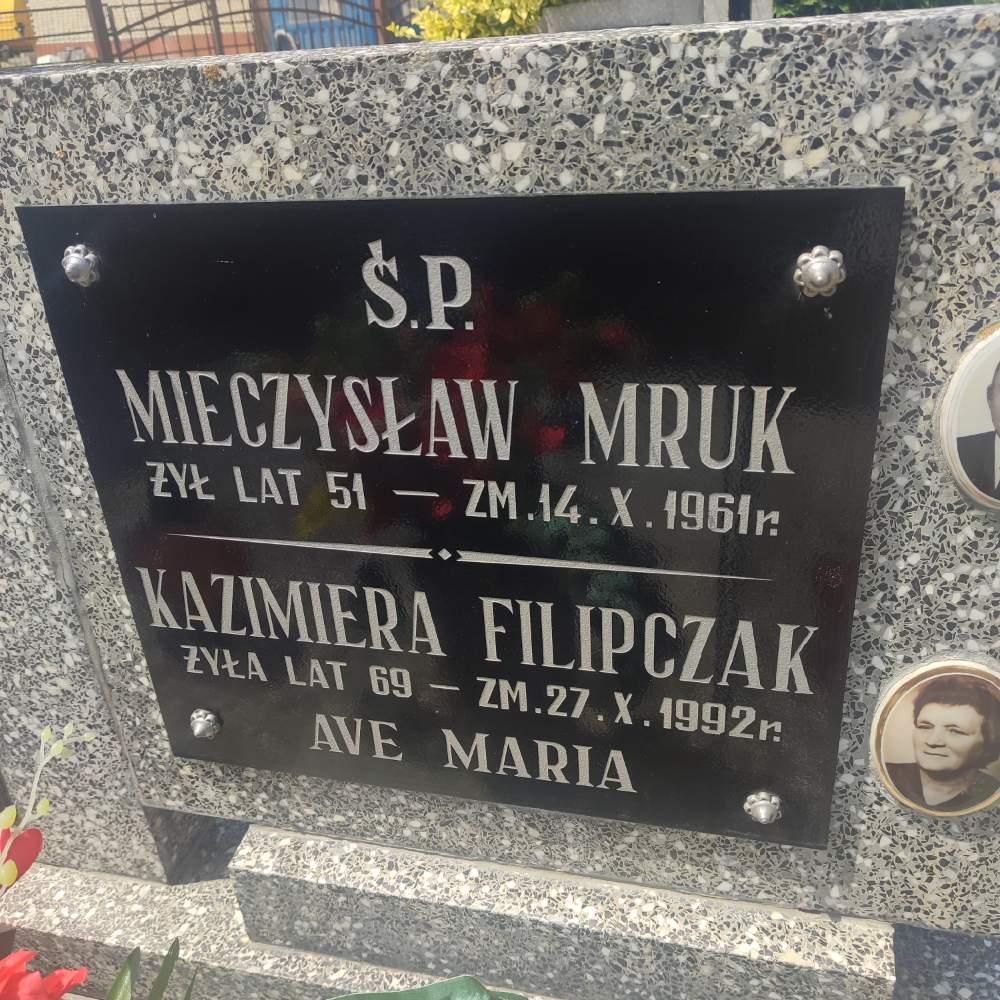 Ś.P.
MIECZYSŁAW MRUK
ŻYŁ LAT 51 — ZM. 14. X. 1961 r.
KAZIMIERA FILIPCZAK
ŻYŁA LAT 69 — ZM. 27. X. 1992 r.
AVE MARIA